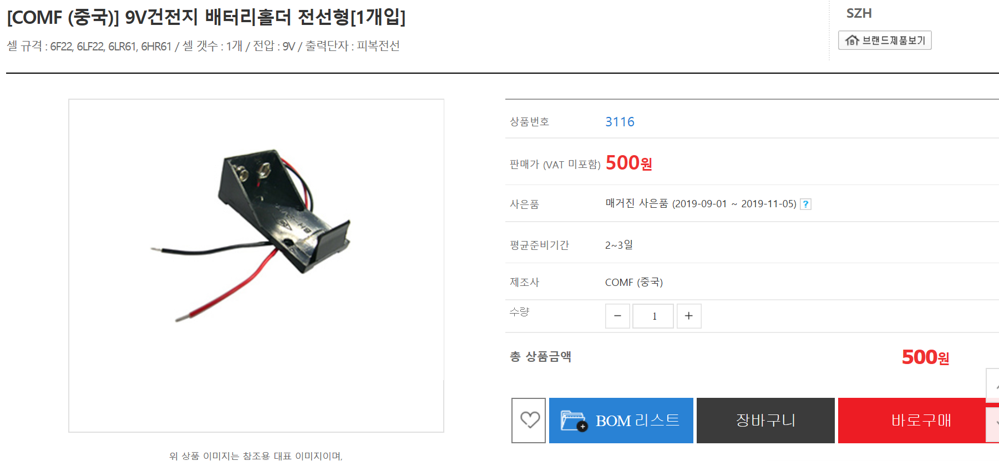 [COMF (중국)] 9V건전지 배터리홀더 전선형[1개입]
셀 규격 : 6F22, 6LF22, 6LR61, 6HR61 / 셀 갯수 : 1개 / 전압 : 9V / 출력단자 : 피복전선
SZH
브랜드제품보기
상품번호 3116
판매가 (VAT 미포함) 500원
사은품 매거진 사은품 (2019-09-01 ~ 2019-11-05) ?
평균준비기간 2~3일
제조사 COMF (중국)
수량 − 1 +
총 상품금액 500원
BOM 리스트
장바구니
바로구매
위 상품 이미지는 참조용 대표 이미지이며,